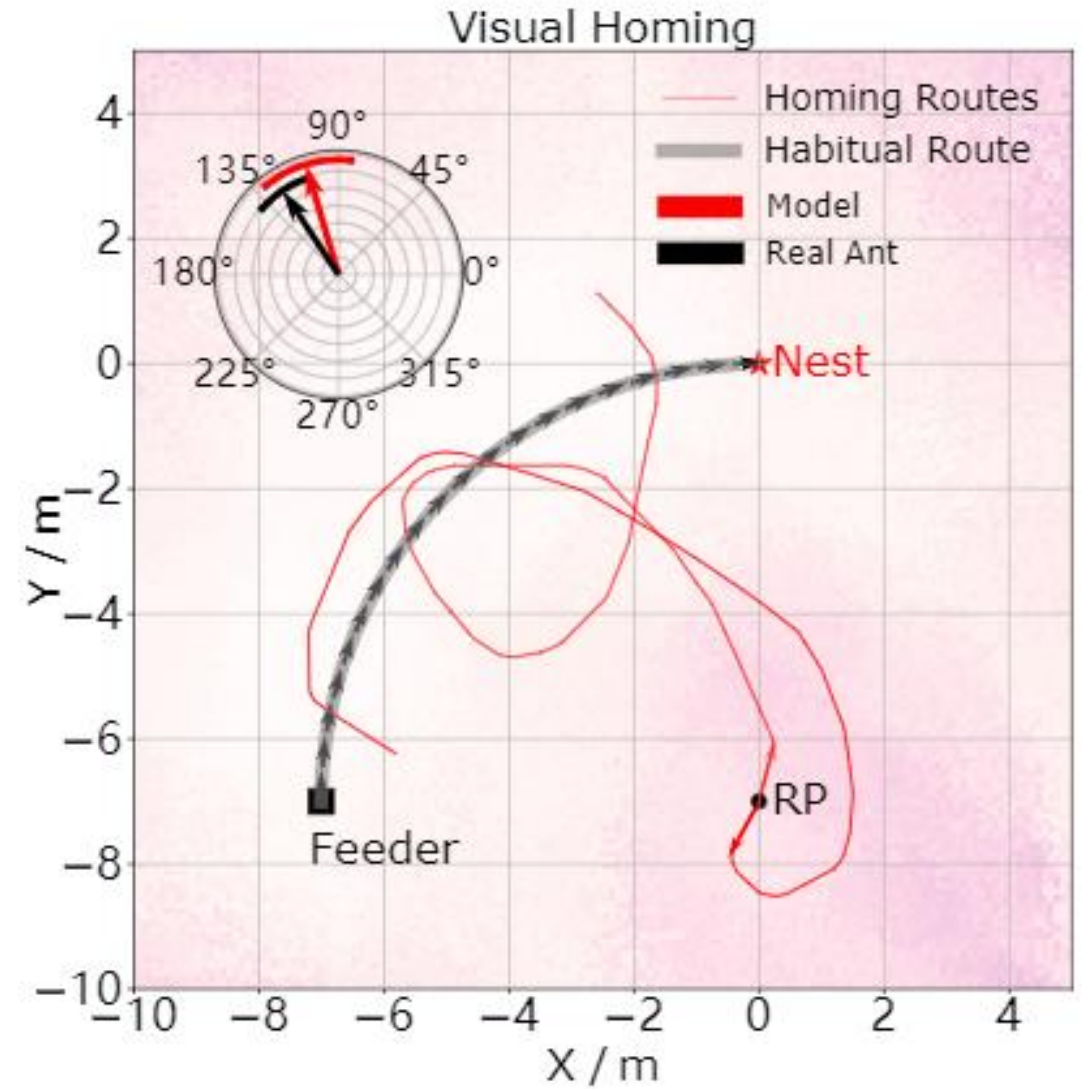 Visual Homing
Homing Routes
Habitual Route
Model
Real Ant
90°
135° 45°
180° 0°
225° 315°
270°
Nest
RP
Feeder
4
2
0
−2
−4
−6
−8
−10
Y / m
−10 −8 −6 −4 −2 0 2 4
X / m